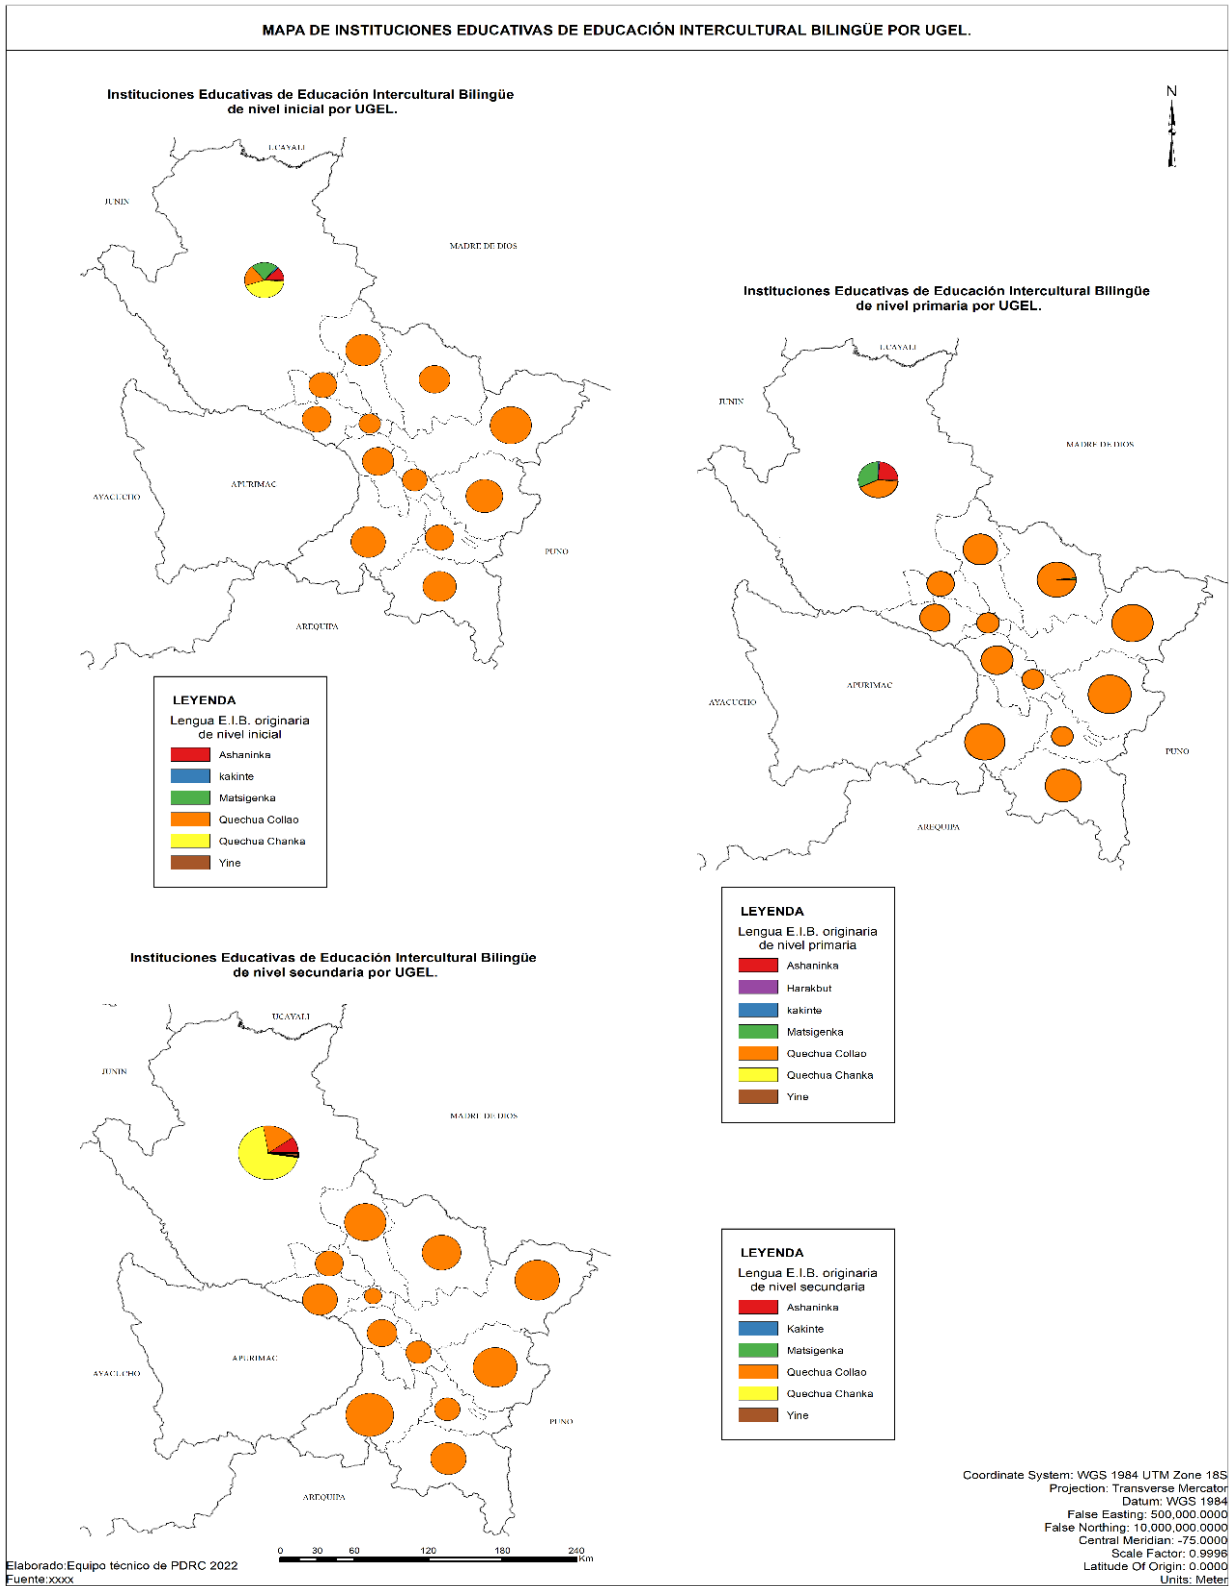 MAPA DE INSTITUCIONES EDUCATIVAS DE EDUCACIÓN INTERCULTURAL BILINGÜE POR UGEL.
Instituciones Educativas de Educación Intercultural Bilingüe
de nivel inicial por UGEL.
N
UCAYALI
JUNIN
MADRE DE DIOS
AYACUCHO
APURIMAC
PUNO
AREQUIPA
LEYENDA
Lengua E.I.B. originaria
de nivel inicial
Ashaninka
kakinte
Matsigenka
Quechua Collao
Quechua Chanka
Yine
Instituciones Educativas de Educación Intercultural Bilingüe
de nivel primaria por UGEL.
UCAYALI
JUNIN
MADRE DE DIOS
APURIMAC
AYACUCHO
PUNO
AREQUIPA
LEYENDA
Lengua E.I.B. originaria
de nivel primaria
Ashaninka
Harakbut
kakinte
Matsigenka
Quechua Collao
Quechua Chanka
Yine
Instituciones Educativas de Educación Intercultural Bilingüe
de nivel secundaria por UGEL.
UCAYALI
JUNIN
MADRE DE DIOS
APURIMAC
AYACUCHO
PUNO
AREQUIPA
LEYENDA
Lengua E.I.B. originaria
de nivel secundaria
Ashaninka
Kakinte
Matsigenka
Quechua Collao
Quechua Chanka
Yine
0 30 60 120 180 240
Km
Elaborado:Equipo técnico de PDRC 2022
Fuente:xxxx
Coordinate System: WGS 1984 UTM Zone 18S
Projection: Transverse Mercator
Datum: WGS 1984
False Easting: 500,000.0000
False Northing: 10,000,000.0000
Central Meridian: -75.0000
Scale Factor: 0.9996
Latitude Of Origin: 0.0000
Units: Meter